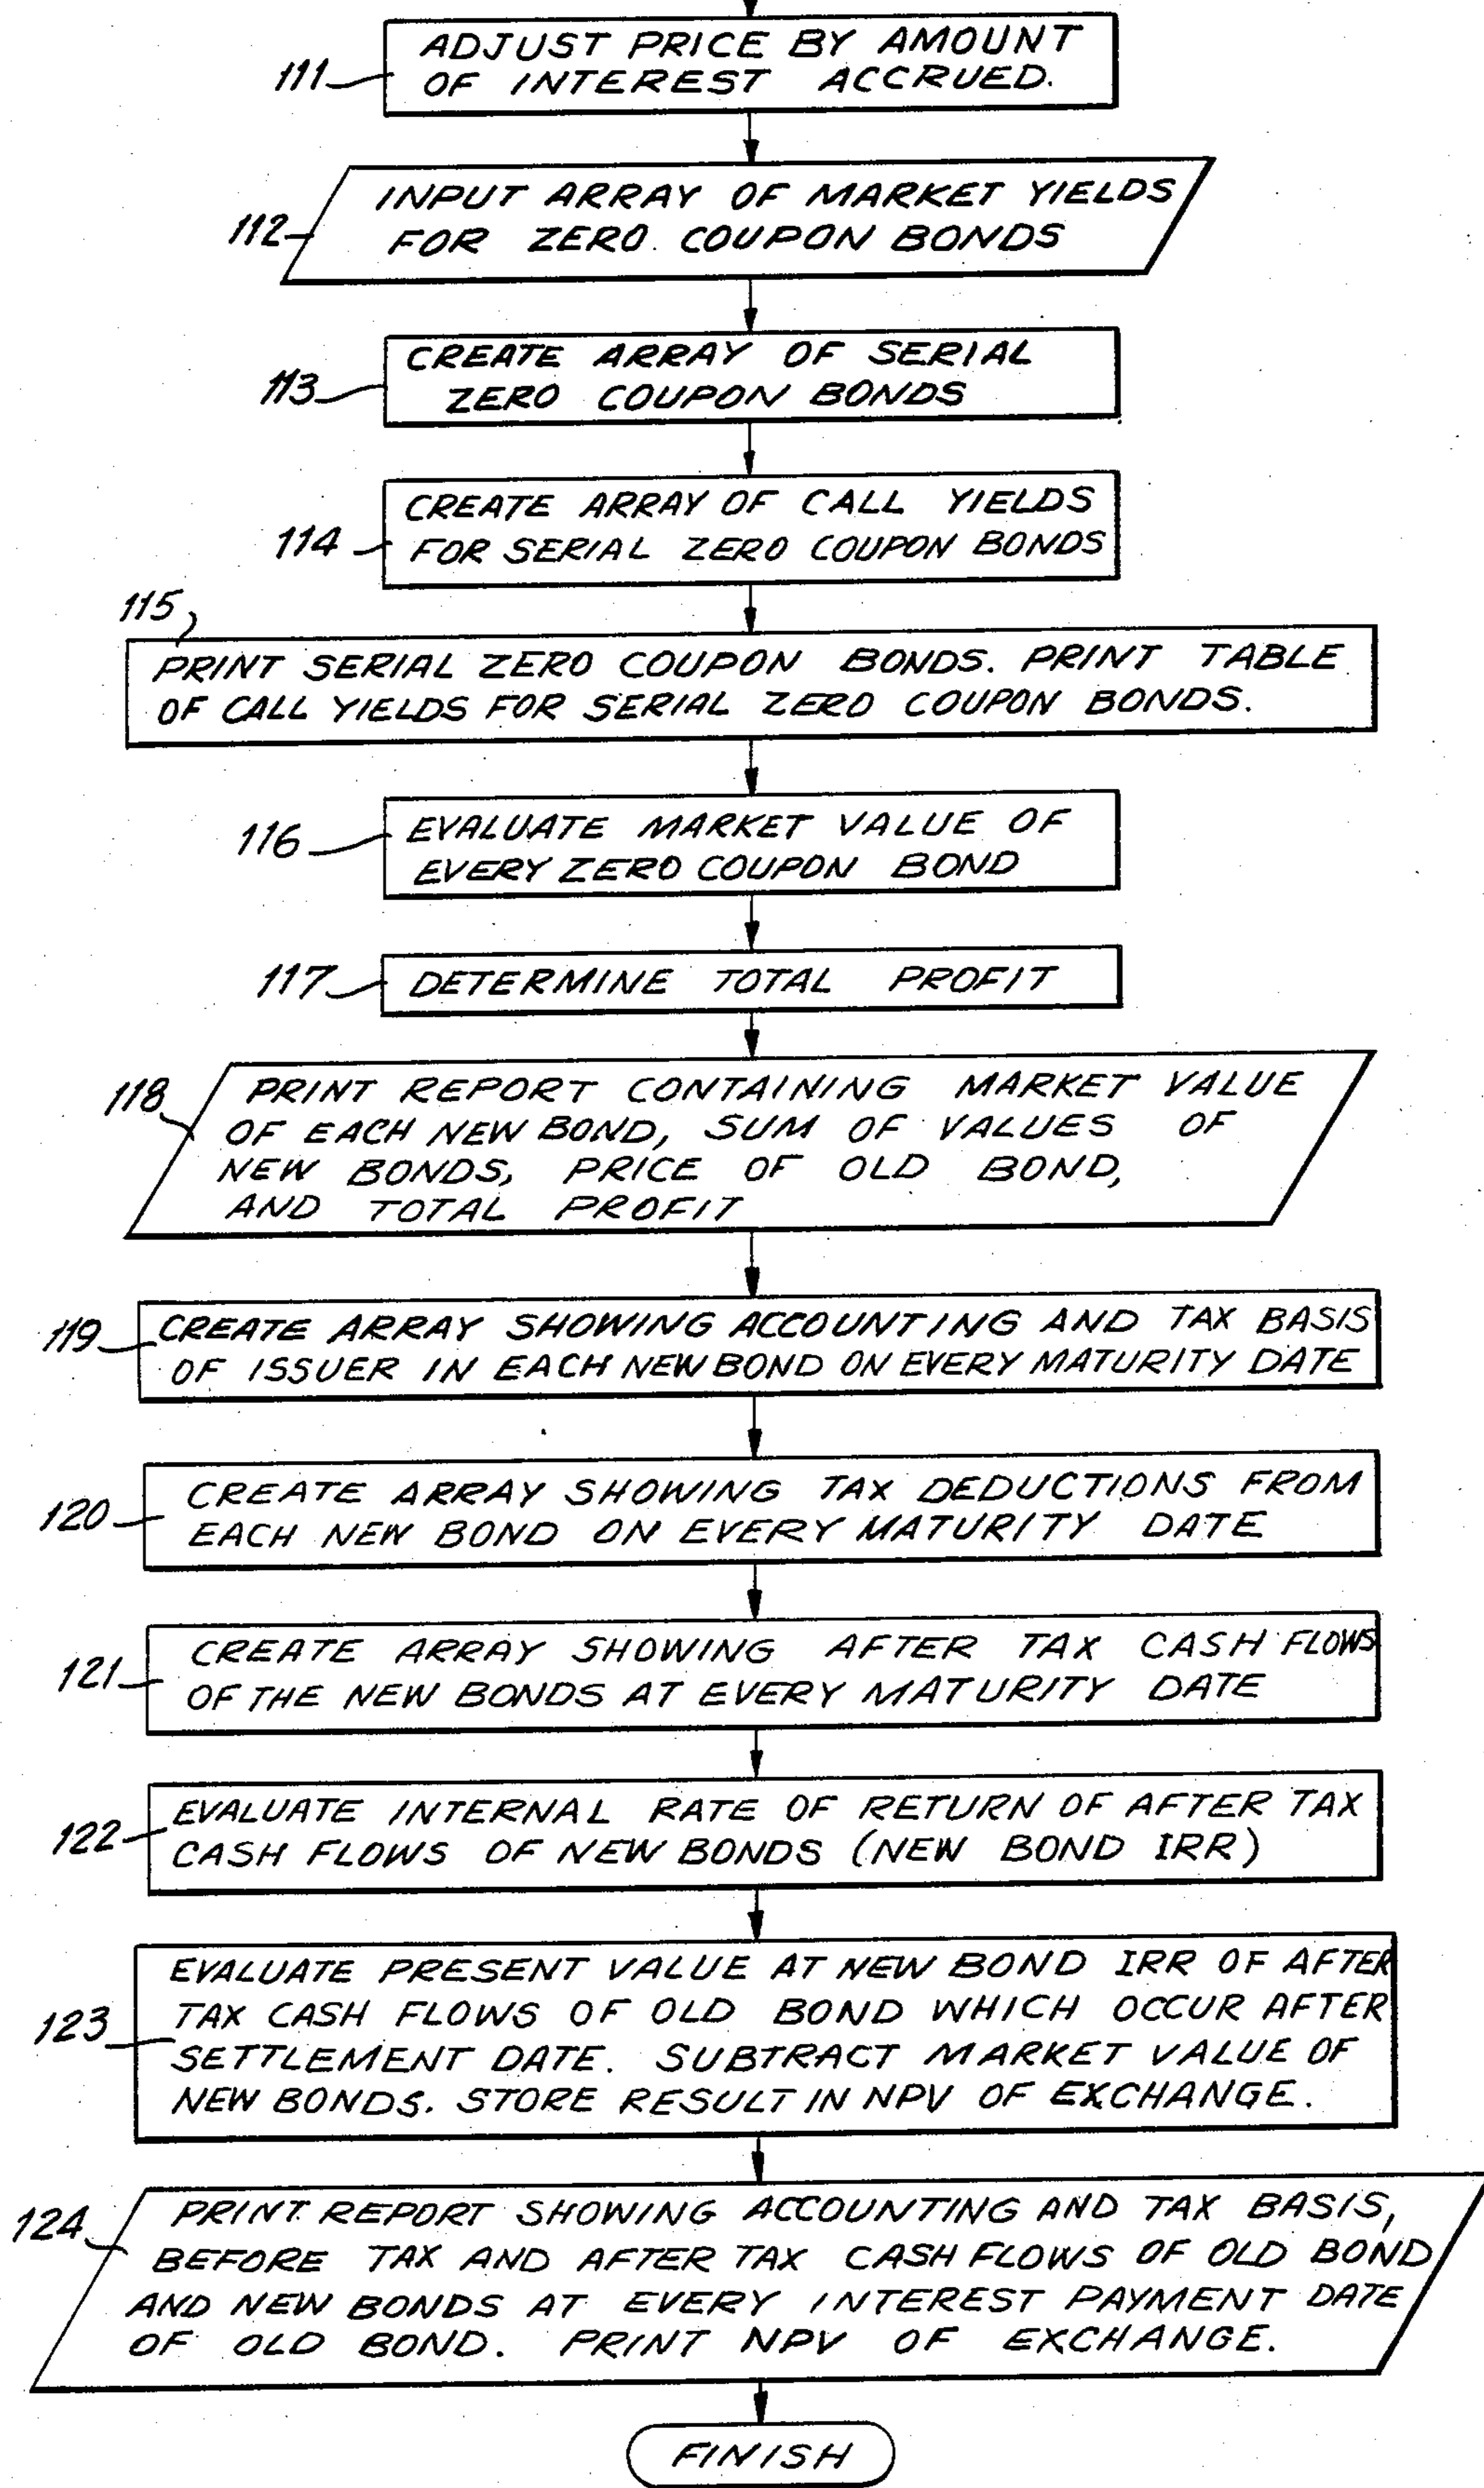 111
ADJUST PRICE BY AMOUNT
OF INTEREST ACCRUED.
112
INPUT ARRAY OF MARKET YIELDS
FOR ZERO COUPON BONDS
113
CREATE ARRAY OF SERIAL
ZERO COUPON BONDS
114
CREATE ARRAY OF CALL YIELDS
FOR SERIAL ZERO COUPON BONDS
115
PRINT SERIAL ZERO COUPON BONDS. PRINT TABLE
OF CALL YIELDS FOR SERIAL ZERO COUPON BONDS.
116
EVALUATE MARKET VALUE OF
EVERY ZERO COUPON BOND
117
DETERMINE TOTAL PROFIT
118
PRINT REPORT CONTAINING MARKET VALUE
OF EACH NEW BOND, SUM OF VALUES OF
NEW BONDS, PRICE OF OLD BOND,
AND TOTAL PROFIT
119
CREATE ARRAY SHOWING ACCOUNTING AND TAX BASIS
OF ISSUER IN EACH NEW BOND ON EVERY MATURITY DATE
120
CREATE ARRAY SHOWING TAX DEDUCTIONS FROM
EACH NEW BOND ON EVERY MATURITY DATE
121
CREATE ARRAY SHOWING AFTER TAX CASH FLOWS
OF THE NEW BONDS AT EVERY MATURITY DATE
122
EVALUATE INTERNAL RATE OF RETURN OF AFTER TAX
CASH FLOWS OF NEW BONDS (NEW BOND IRR)
123
EVALUATE PRESENT VALUE AT NEW BOND IRR OF AFTER
TAX CASH FLOWS OF OLD BOND WHICH OCCUR AFTER
SETTLEMENT DATE. SUBTRACT MARKET VALUE OF
NEW BONDS. STORE RESULT IN NPV OF EXCHANGE.
124
PRINT REPORT SHOWING ACCOUNTING AND TAX BASIS,
BEFORE TAX AND AFTER TAX CASH FLOWS OF OLD BOND
AND NEW BONDS AT EVERY INTEREST PAYMENT DATE
OF OLD BOND. PRINT NPV OF EXCHANGE.
FINISH